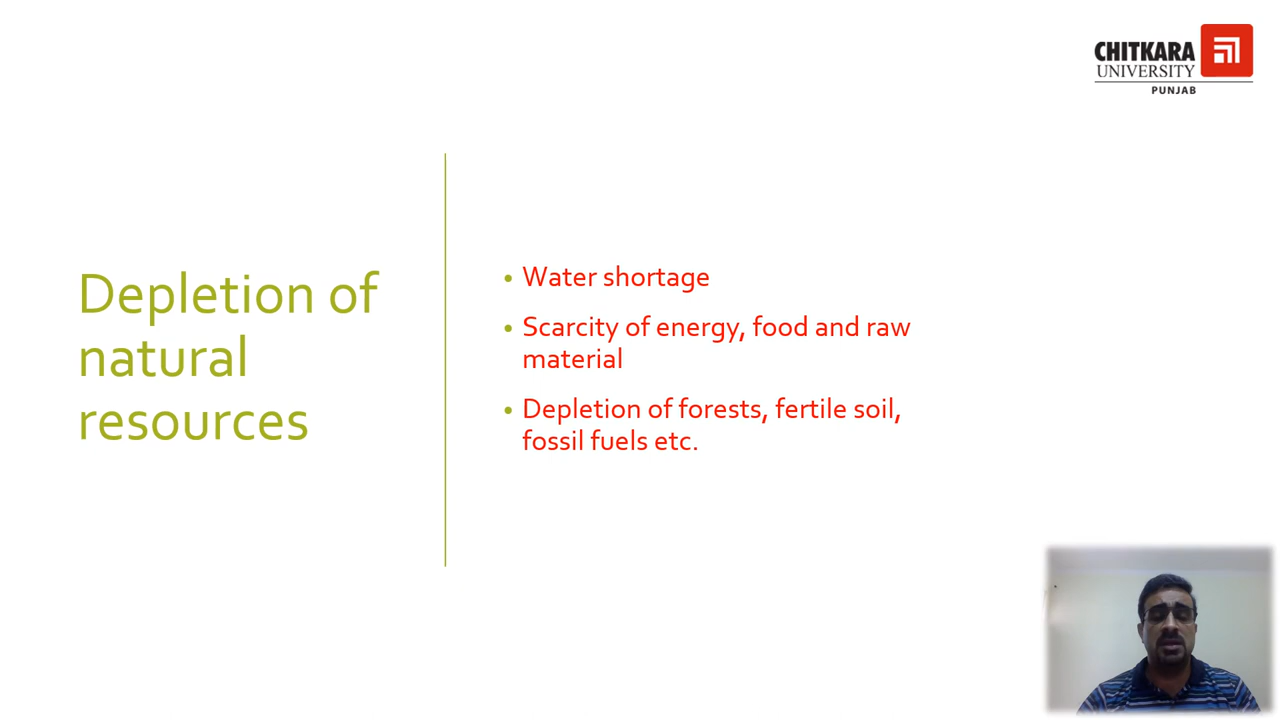 CHITKARA
UNIVERSITY
PUNJAB
Depletion of
natural
resources
• Water shortage
• Scarcity of energy, food and raw
material
• Depletion of forests, fertile soil,
fossil fuels etc.